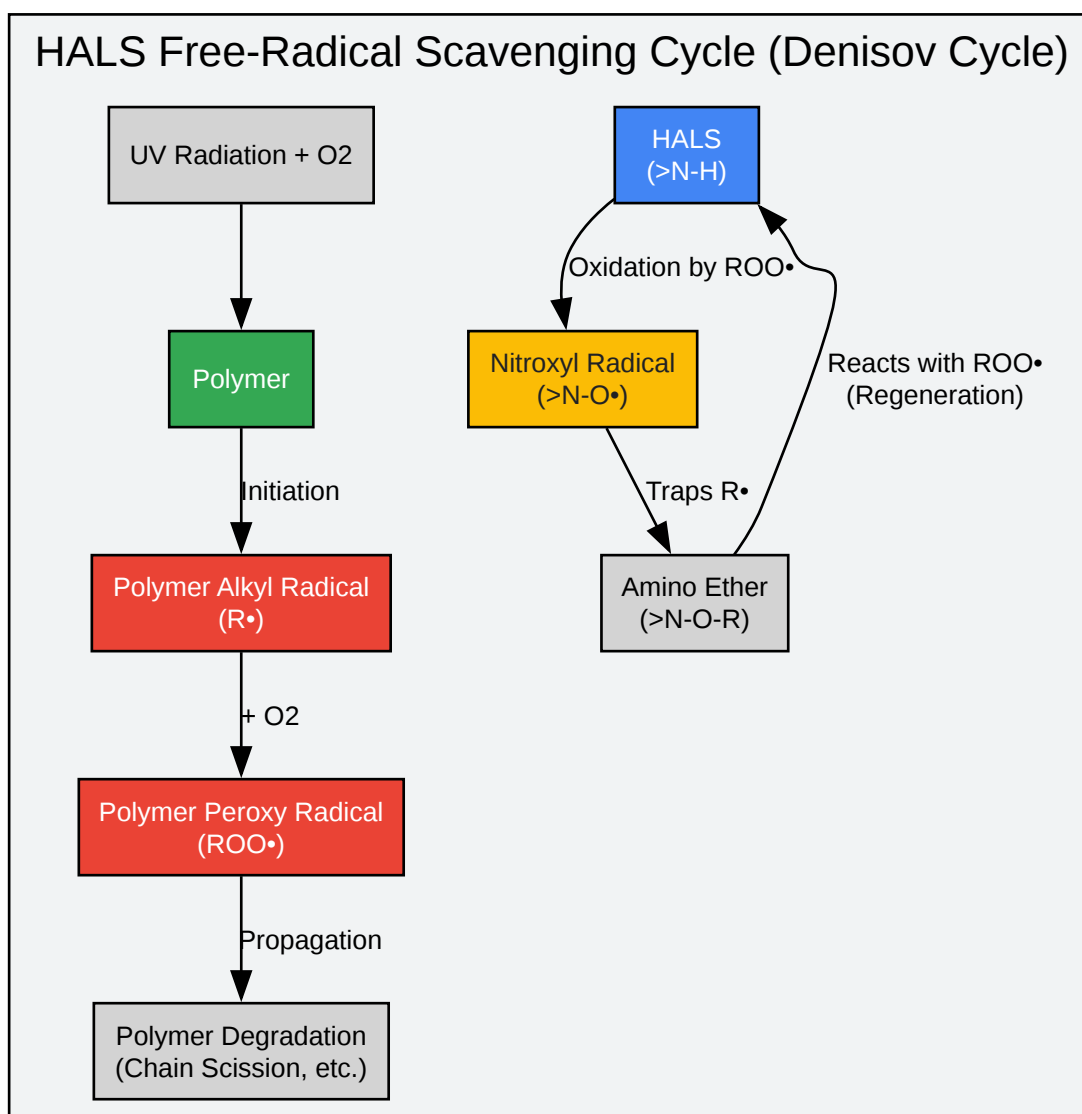 HALS Free-Radical Scavenging Cycle (Denisov Cycle)
UV Radiation + O2
Polymer
Initiation
Polymer Alkyl Radical
(R•)
+ O2
Polymer Peroxy Radical
(ROO•)
Propagation
Polymer Degradation
(Chain Scission, etc.)
HALS
(>N-H)
Oxidation by ROO•
Nitroxyl Radical
(>N-O•)
Traps R•
Amino Ether
(>N-O-R)
Reacts with ROO•
(Regeneration)